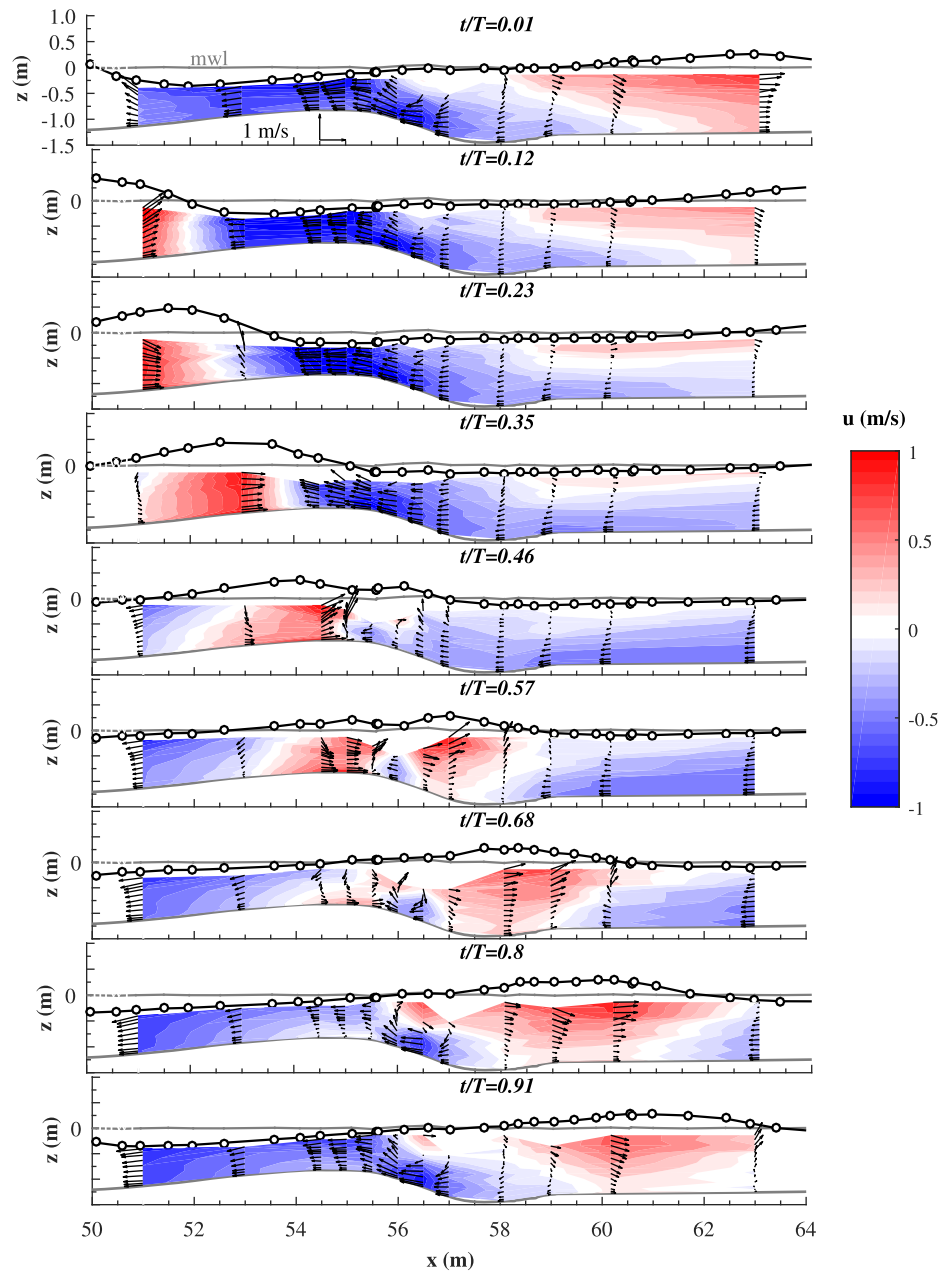 t/T=0.01
1.0
0.5
0
-0.5
-1.0
-1.5
z (m)
mwl
1 m/s
t/T=0.12
0
z (m)
t/T=0.23
0
z (m)
t/T=0.35
0
z (m)
t/T=0.46
0
z (m)
t/T=0.57
0
z (m)
t/T=0.68
0
z (m)
t/T=0.8
0
z (m)
t/T=0.91
0
z (m)
50 52 54 56 58 60 62 64
x (m)
u (m/s)
1
0.5
0
-0.5
-1